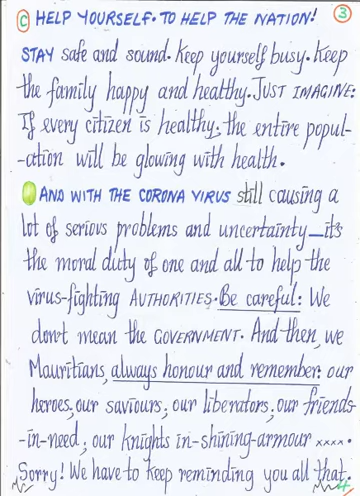 C HELP YOURSELF. TO HELP THE NATION! 3
STAY safe and sound. Keep yourself busy. Keep
the family happy and healthy. JUST IMAGINE:
If every citizen is healthy, the entire popul-
-ation will be glowing with health.
AND WITH THE CORONA VIRUS still causing a
lot of serious problems and uncertainty_it's
the moral duty of one and all to help the
virus-fighting AUTHORITIES. Be careful: We
don't mean the GOVERNMENT. And then, we
Mauritians, always honour and remember: our
heroes, our saviours, our liberators, our friends-
-in-need, our knights in-shining-armour xxxx.
Sorry! We have to keep reminding you all that.
4